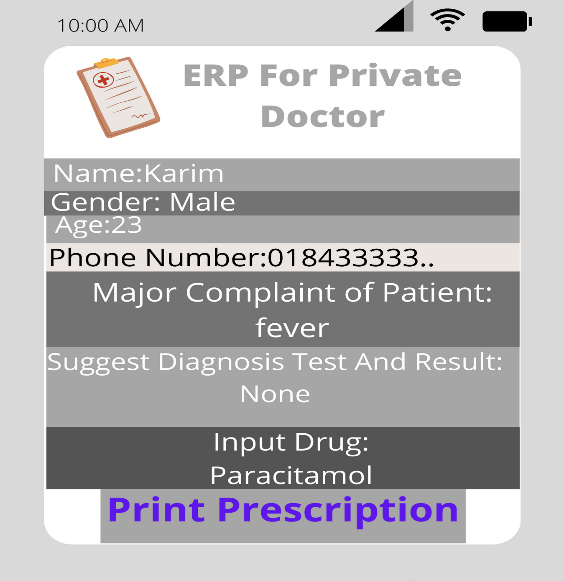 10:00 AM
ERP For Private
Doctor
Name:Karim
Gender: Male
Age:23
Phone Number:018433333..
Major Complaint of Patient:
fever
Suggest Diagnosis Test And Result:
None
Input Drug:
Paracitamol
Print Prescription